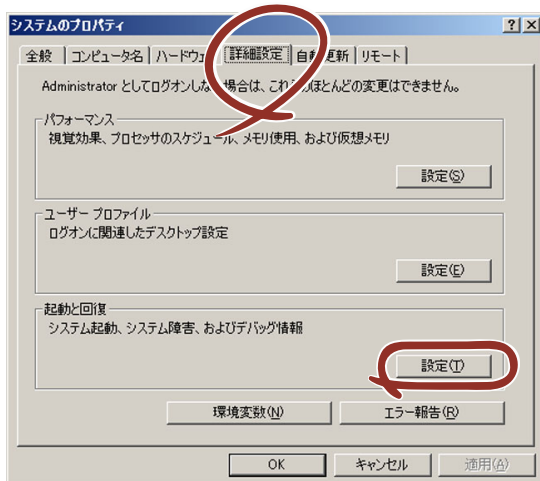 システムのプロパティ
全般 コンピュータ名 ハードウェ 詳細設定 自動更新 リモート
Administrator としてログオンしない場合は、これらのほとんどの変更はできません。
パフォーマンス
視覚効果、プロセッサのスケジュール、メモリ使用、および仮想メモリ
設定(S)
ユーザー プロファイル
ログオンに関連したデスクトップ設定
設定(E)
起動と回復
システム起動、システム障害、およびデバッグ情報
設定(T)
環境変数(N) エラー報告(R)
OK キャンセル 適用(A)